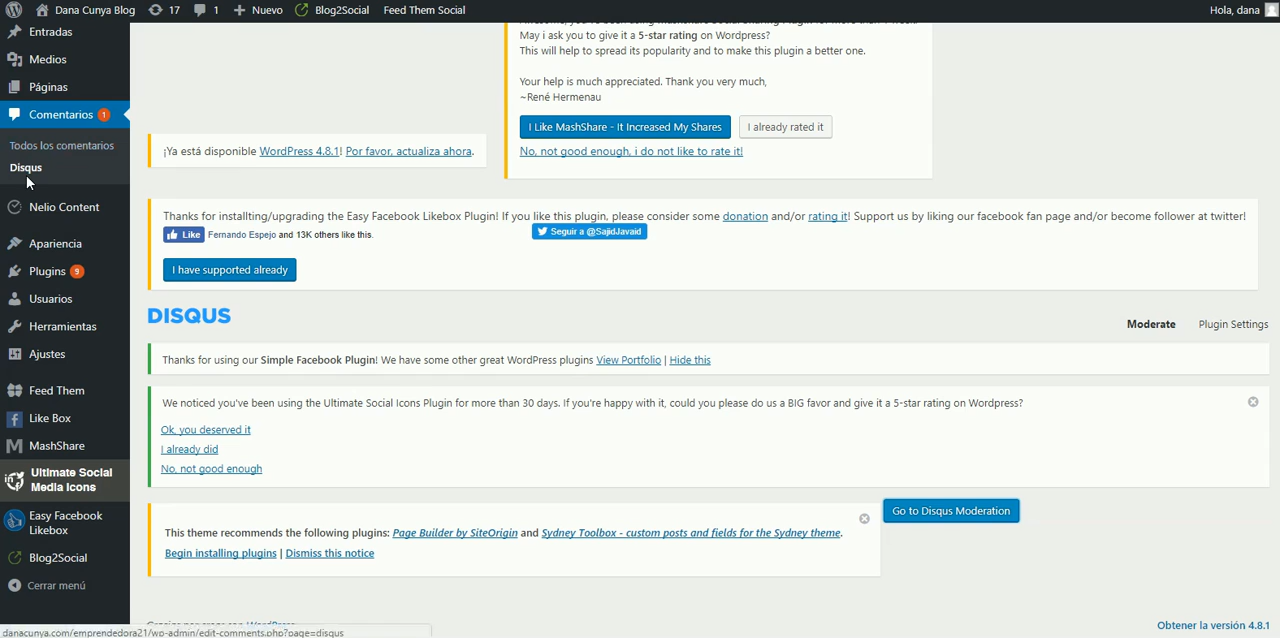 Dana Cunya Blog
17
1
Nuevo
Blog2Social
Feed Them Social
Hola, dana
Entradas
Medios
Páginas
Comentarios 1
Todos los comentarios
Disqus
Nelio Content
Apariencia
Plugins 9
Usuarios
Herramientas
Ajustes
Feed Them
Like Box
MashShare
Ultimate Social
Media Icons
Easy Facebook
Likebox
Blog2Social
Cerrar menú
¡Ya está disponible WordPress 4.8.1! Por favor, actualiza ahora.
May i ask you to give it a 5-star rating on Wordpress?
This will help to spread its popularity and to make this plugin a better one.
Your help is much appreciated. Thank you very much,
~René Hermenau
I Like MashShare - It Increased My Shares
I already rated it
No, not good enough, i do not like to rate it!
Thanks for installting/upgrading the Easy Facebook Likebox Plugin! If you like this plugin, please consider some donation and/or rating it! Support us by liking our facebook fan page and/or become follower at twitter!
Like
Fernando Espejo and 13K others like this.
Seguir a @SajidJavaid
I have supported already
DISQUS
Moderate
Plugin Settings
Thanks for using our Simple Facebook Plugin! We have some other great WordPress plugins View Portfolio | Hide this
We noticed you've been using the Ultimate Social Icons Plugin for more than 30 days. If you're happy with it, could you please do us a BIG favor and give it a 5-star rating on Wordpress?
Ok, you deserved it
I already did
No, not good enough
This theme recommends the following plugins: Page Builder by SiteOrigin and Sydney Toolbox - custom posts and fields for the Sydney theme.
Begin installing plugins | Dismiss this notice
Go to Disqus Moderation
danacunya.com/emprendedora21/wp-admin/edit-comments.php?page=disqus
Obtener la versión 4.8.1